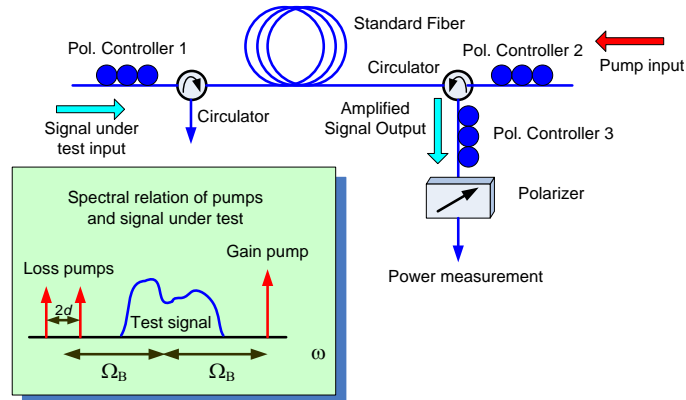 Standard Fiber
Pol. Controller 1
Pol. Controller 2
Circulator
Pump input
Signal under
test input
Circulator
Amplified
Signal Output
Pol. Controller 3
Polarizer
Power measurement
Spectral relation of pumps
and signal under test
Gain pump
Loss pumps
2d
Test signal
ω
Ω_B
Ω_B